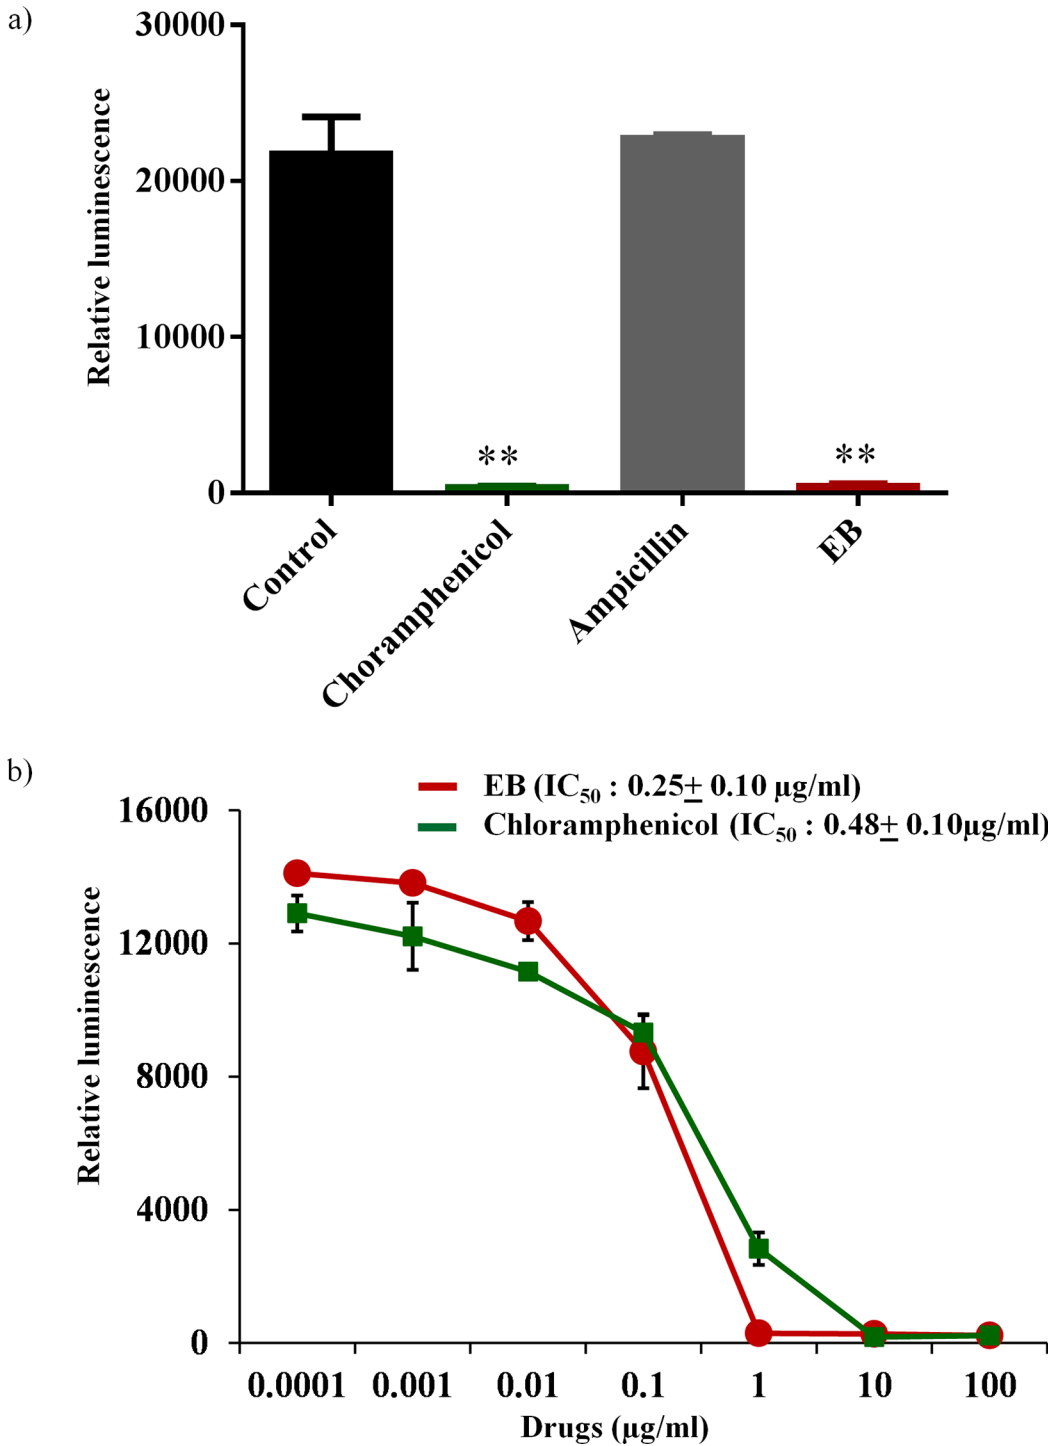 a)
30000
20000
10000
0
Relative luminescence
**
**
Control
Choramphenicol
Ampicillin
EB
b)
EB (IC50 : 0.25± 0.10 µg/ml)
Chloramphenicol (IC50 : 0.48± 0.10µg/ml)
16000
12000
8000
4000
0
Relative luminescence
0.0001 0.001 0.01 0.1 1 10 100
Drugs (µg/ml)